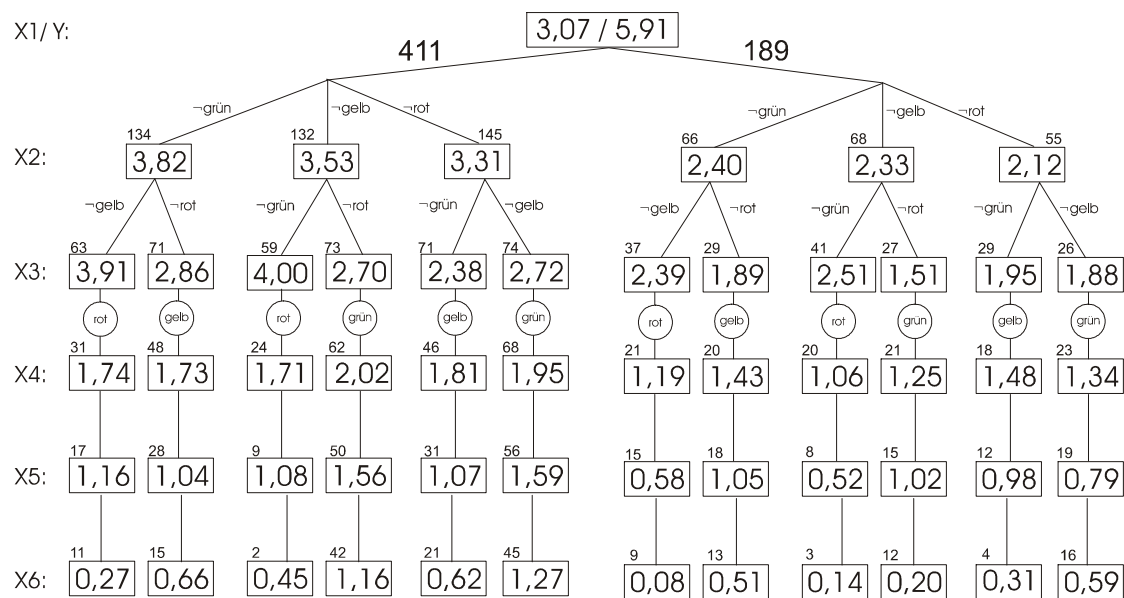 X1/ Y: 3,07 / 5,91
411 189
¬grün ¬gelb ¬rot ¬grün ¬gelb ¬rot
134 132 145 66 68 55
X2: 3,82 3,53 3,31 2,40 2,33 2,12
¬gelb ¬rot ¬grün ¬rot ¬grün ¬gelb ¬gelb ¬rot ¬grün ¬rot ¬grün ¬gelb
63 71 59 73 71 74 37 29 41 27 29 26
X3: 3,91 2,86 4,00 2,70 2,38 2,72 2,39 1,89 2,51 1,51 1,95 1,88
rot gelb rot grün gelb grün rot gelb rot grün gelb grün
31 48 24 62 46 68 21 20 20 21 18 23
X4: 1,74 1,73 1,71 2,02 1,81 1,95 1,19 1,43 1,06 1,25 1,48 1,34
17 28 9 50 31 56 15 18 8 15 12 19
X5: 1,16 1,04 1,08 1,56 1,07 1,59 0,58 1,05 0,52 1,02 0,98 0,79
11 15 2 42 21 45 9 13 3 12 4 16
X6: 0,27 0,66 0,45 1,16 0,62 1,27 0,08 0,51 0,14 0,20 0,31 0,59